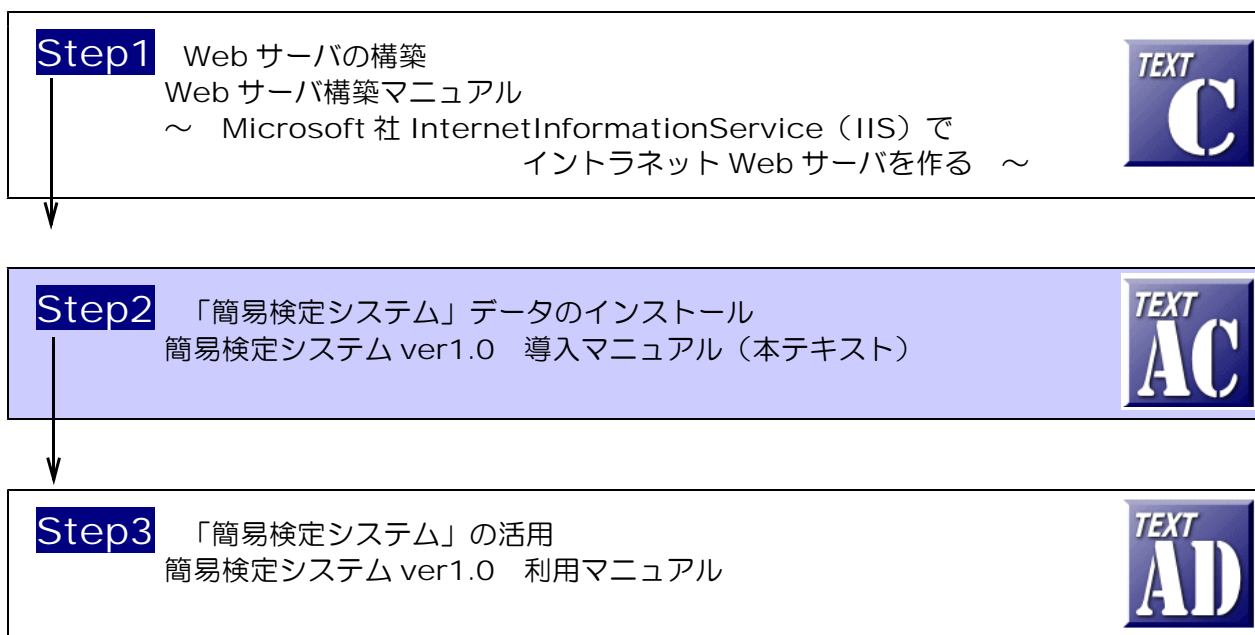 Step1 Web サーバの構築
Web サーバ構築マニュアル
～ Microsoft 社 InternetInformationService（IIS）で
イントラネット Web サーバを作る ～
TEXT
C
Step2 「簡易検定システム」データのインストール
簡易検定システム ver1.0 導入マニュアル（本テキスト）
TEXT
AC
Step3 「簡易検定システム」の活用
簡易検定システム ver1.0 利用マニュアル
TEXT
AD